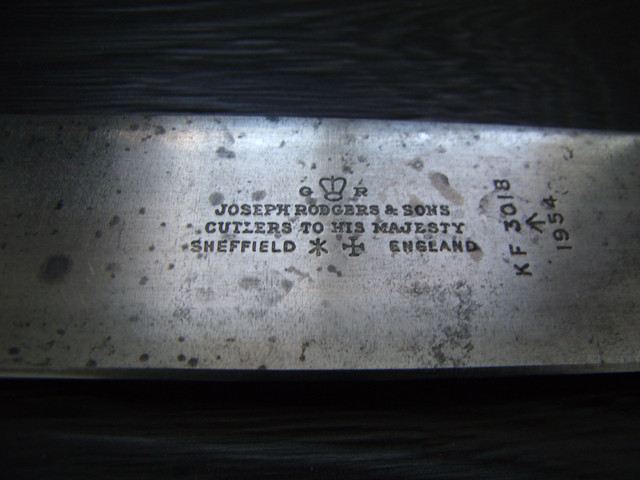 G R
JOSEPH RODGERS & SONS
CUTLERS TO HIS MAJESTY
SHEFFIELD ENGLAND
KF 3018
1954